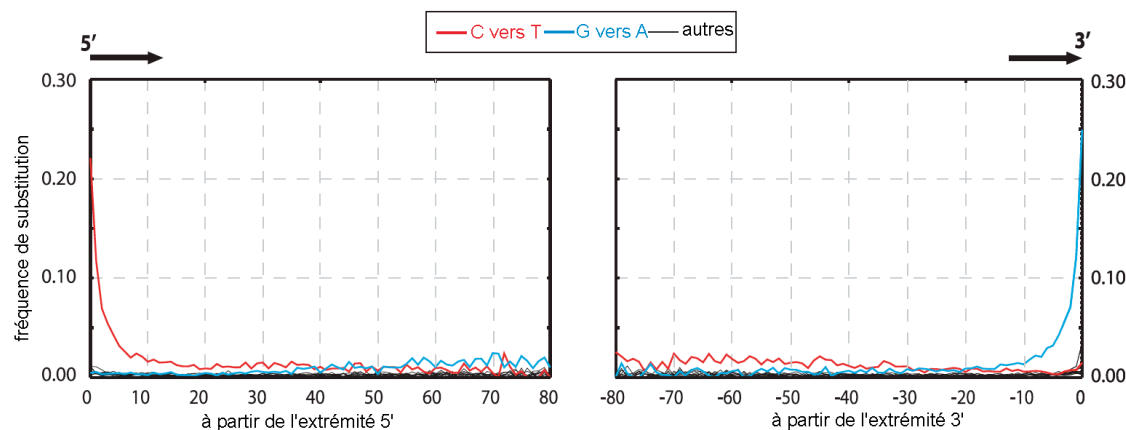 C vers T G vers A autres
5’ 3’
fréquence de substitution
0.30
0.20
0.10
0.00
0 10 20 30 40 50 60 70 80
à partir de l'extrémité 5'
0.30
0.20
0.10
0.00
-80 -70 -60 -50 -40 -30 -20 -10 0
à partir de l'extrémité 3'